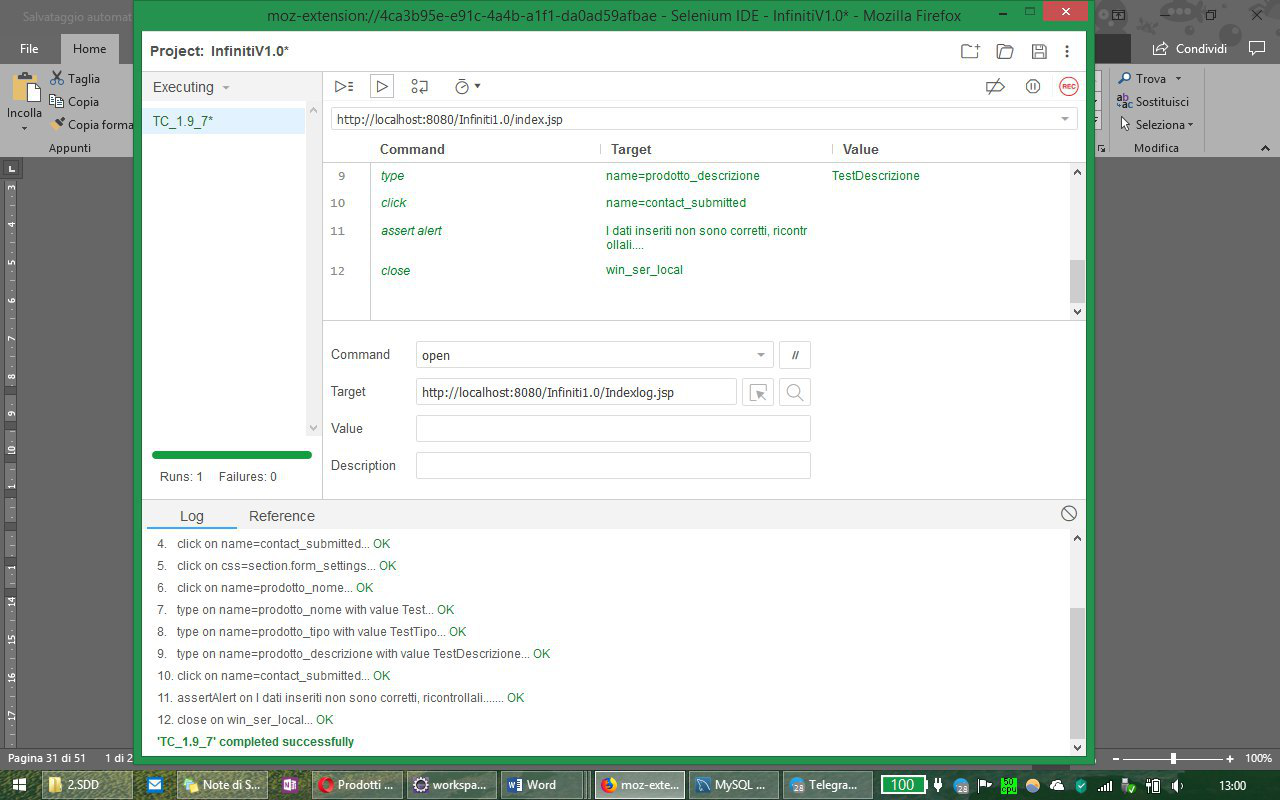 moz-extension://4ca3b95e-e91c-4a4b-a1f1-da0ad59afbae - Selenium IDE - InfinitiV1.0* - Mozilla Firefox
Salvataggio automat
File
Home
Condividi
Taglia
Copia
Copia forma
Incolla
Appunti
Trova
Sostituisci
Seleziona
Modifica
Project: InfinitiV1.0*
Executing
REC
TC_1.9_7*
http://localhost:8080/Infiniti1.0/index.jsp
Command Target Value
9 type name=prodotto_descrizione TestDescrizione
10 click name=contact_submitted
11 assert alert I dati inseriti non sono corretti, ricontr
ollali....
12 close win_ser_local
Command open //
Target http://localhost:8080/Infiniti1.0/Indexlog.jsp
Value
Description
Runs: 1 Failures: 0
Log Reference
4. click on name=contact_submitted... OK
5. click on css=section.form_settings... OK
6. click on name=prodotto_nome... OK
7. type on name=prodotto_nome with value Test... OK
8. type on name=prodotto_tipo with value TestTipo... OK
9. type on name=prodotto_descrizione with value TestDescrizione... OK
10. click on name=contact_submitted... OK
11. assertAlert on I dati inseriti non sono corretti, ricontrollali....... OK
12. close on win_ser_local... OK
'TC_1.9_7' completed successfully
Pagina 31 di 51 1 di 2
100%
2.SDD Note di S... Prodotti ... workspa... Word moz-exte... MySQL ... Telegra... 100 28 13:00